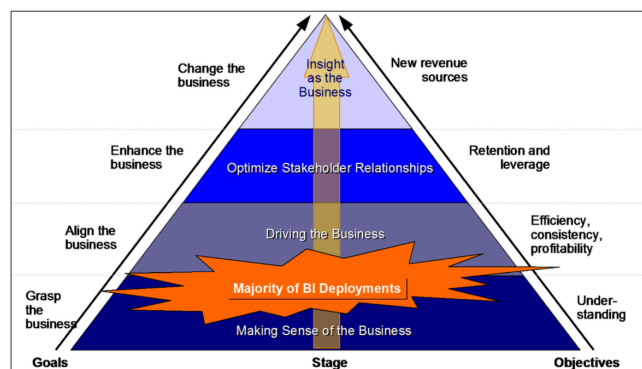 Change the
business
Insight
as the
Business
New revenue
sources
Enhance the
business
Optimize Stakeholder Relationships
Retention and
leverage
Align the
business
Driving the Business
Efficiency,
consistency,
profitability
Grasp
the
business
Majority of BI Deployments
Under-
standing
Making Sense of the Business
Goals
Stage
Objectives